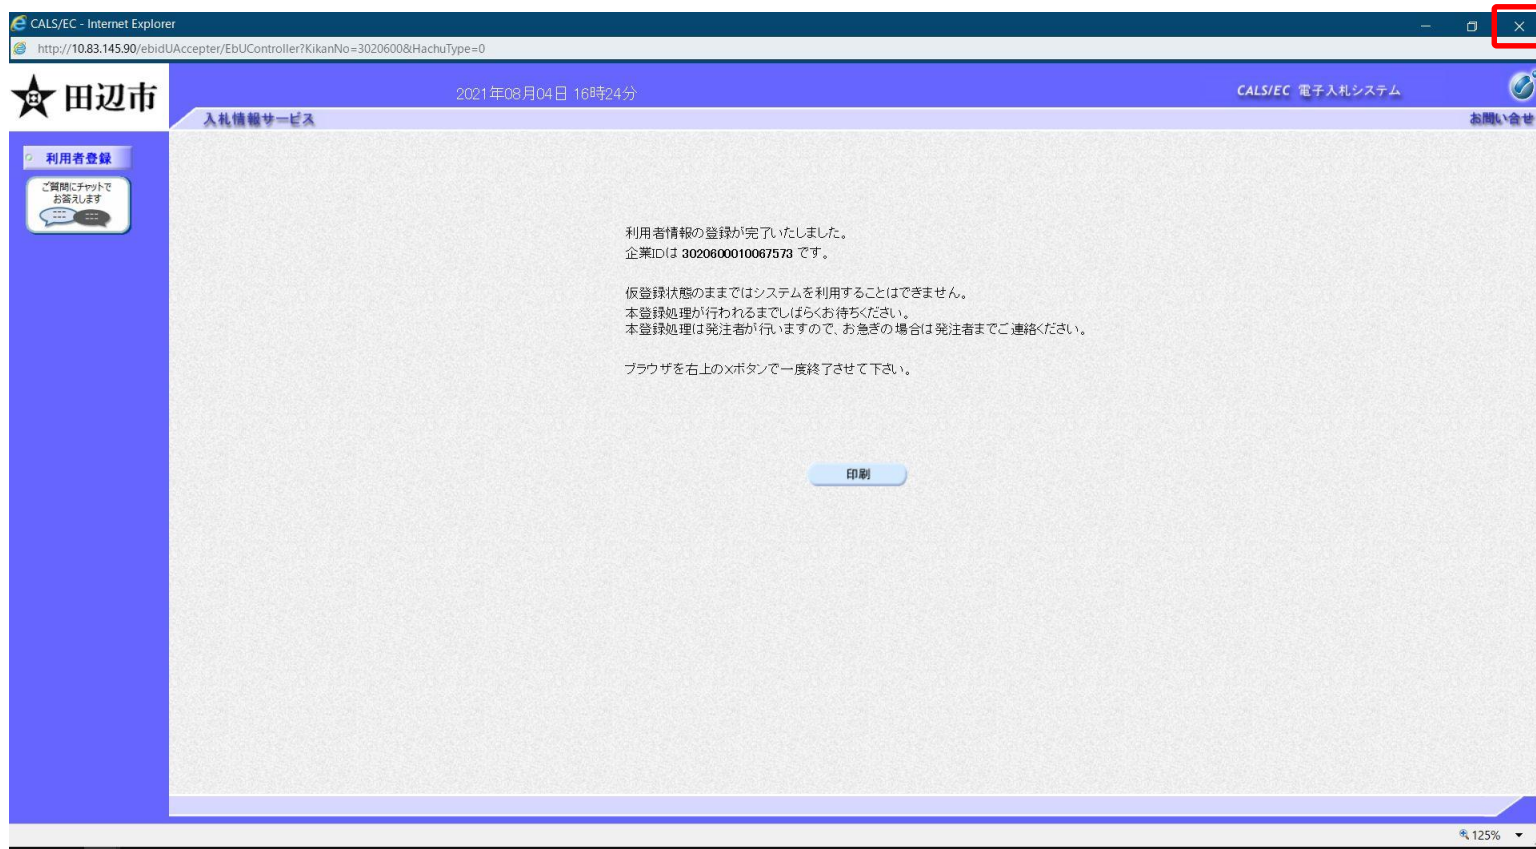 CALS/EC - Internet Explorer
http://10.83.145.90/ebidUAccepter/EbUController?KikanNo=3020600&HachuType=0
田辺市
2021年08月04日 16時24分
CALS/EC 電子入札システム
入札情報サービス
お問い合せ
利用者登録
ご質問にチャットで
お答えします
利用者情報の登録が完了いたしました。
企業IDは 3020600010067573 です。
仮登録状態のままではシステムを利用することはできません。
本登録処理が行われるまでしばらくお待ちください。
本登録処理は発注者が行いますので、お急ぎの場合は発注者までご連絡ください。
ブラウザを右上の×ボタンで一度終了させて下さい。
印刷
125%